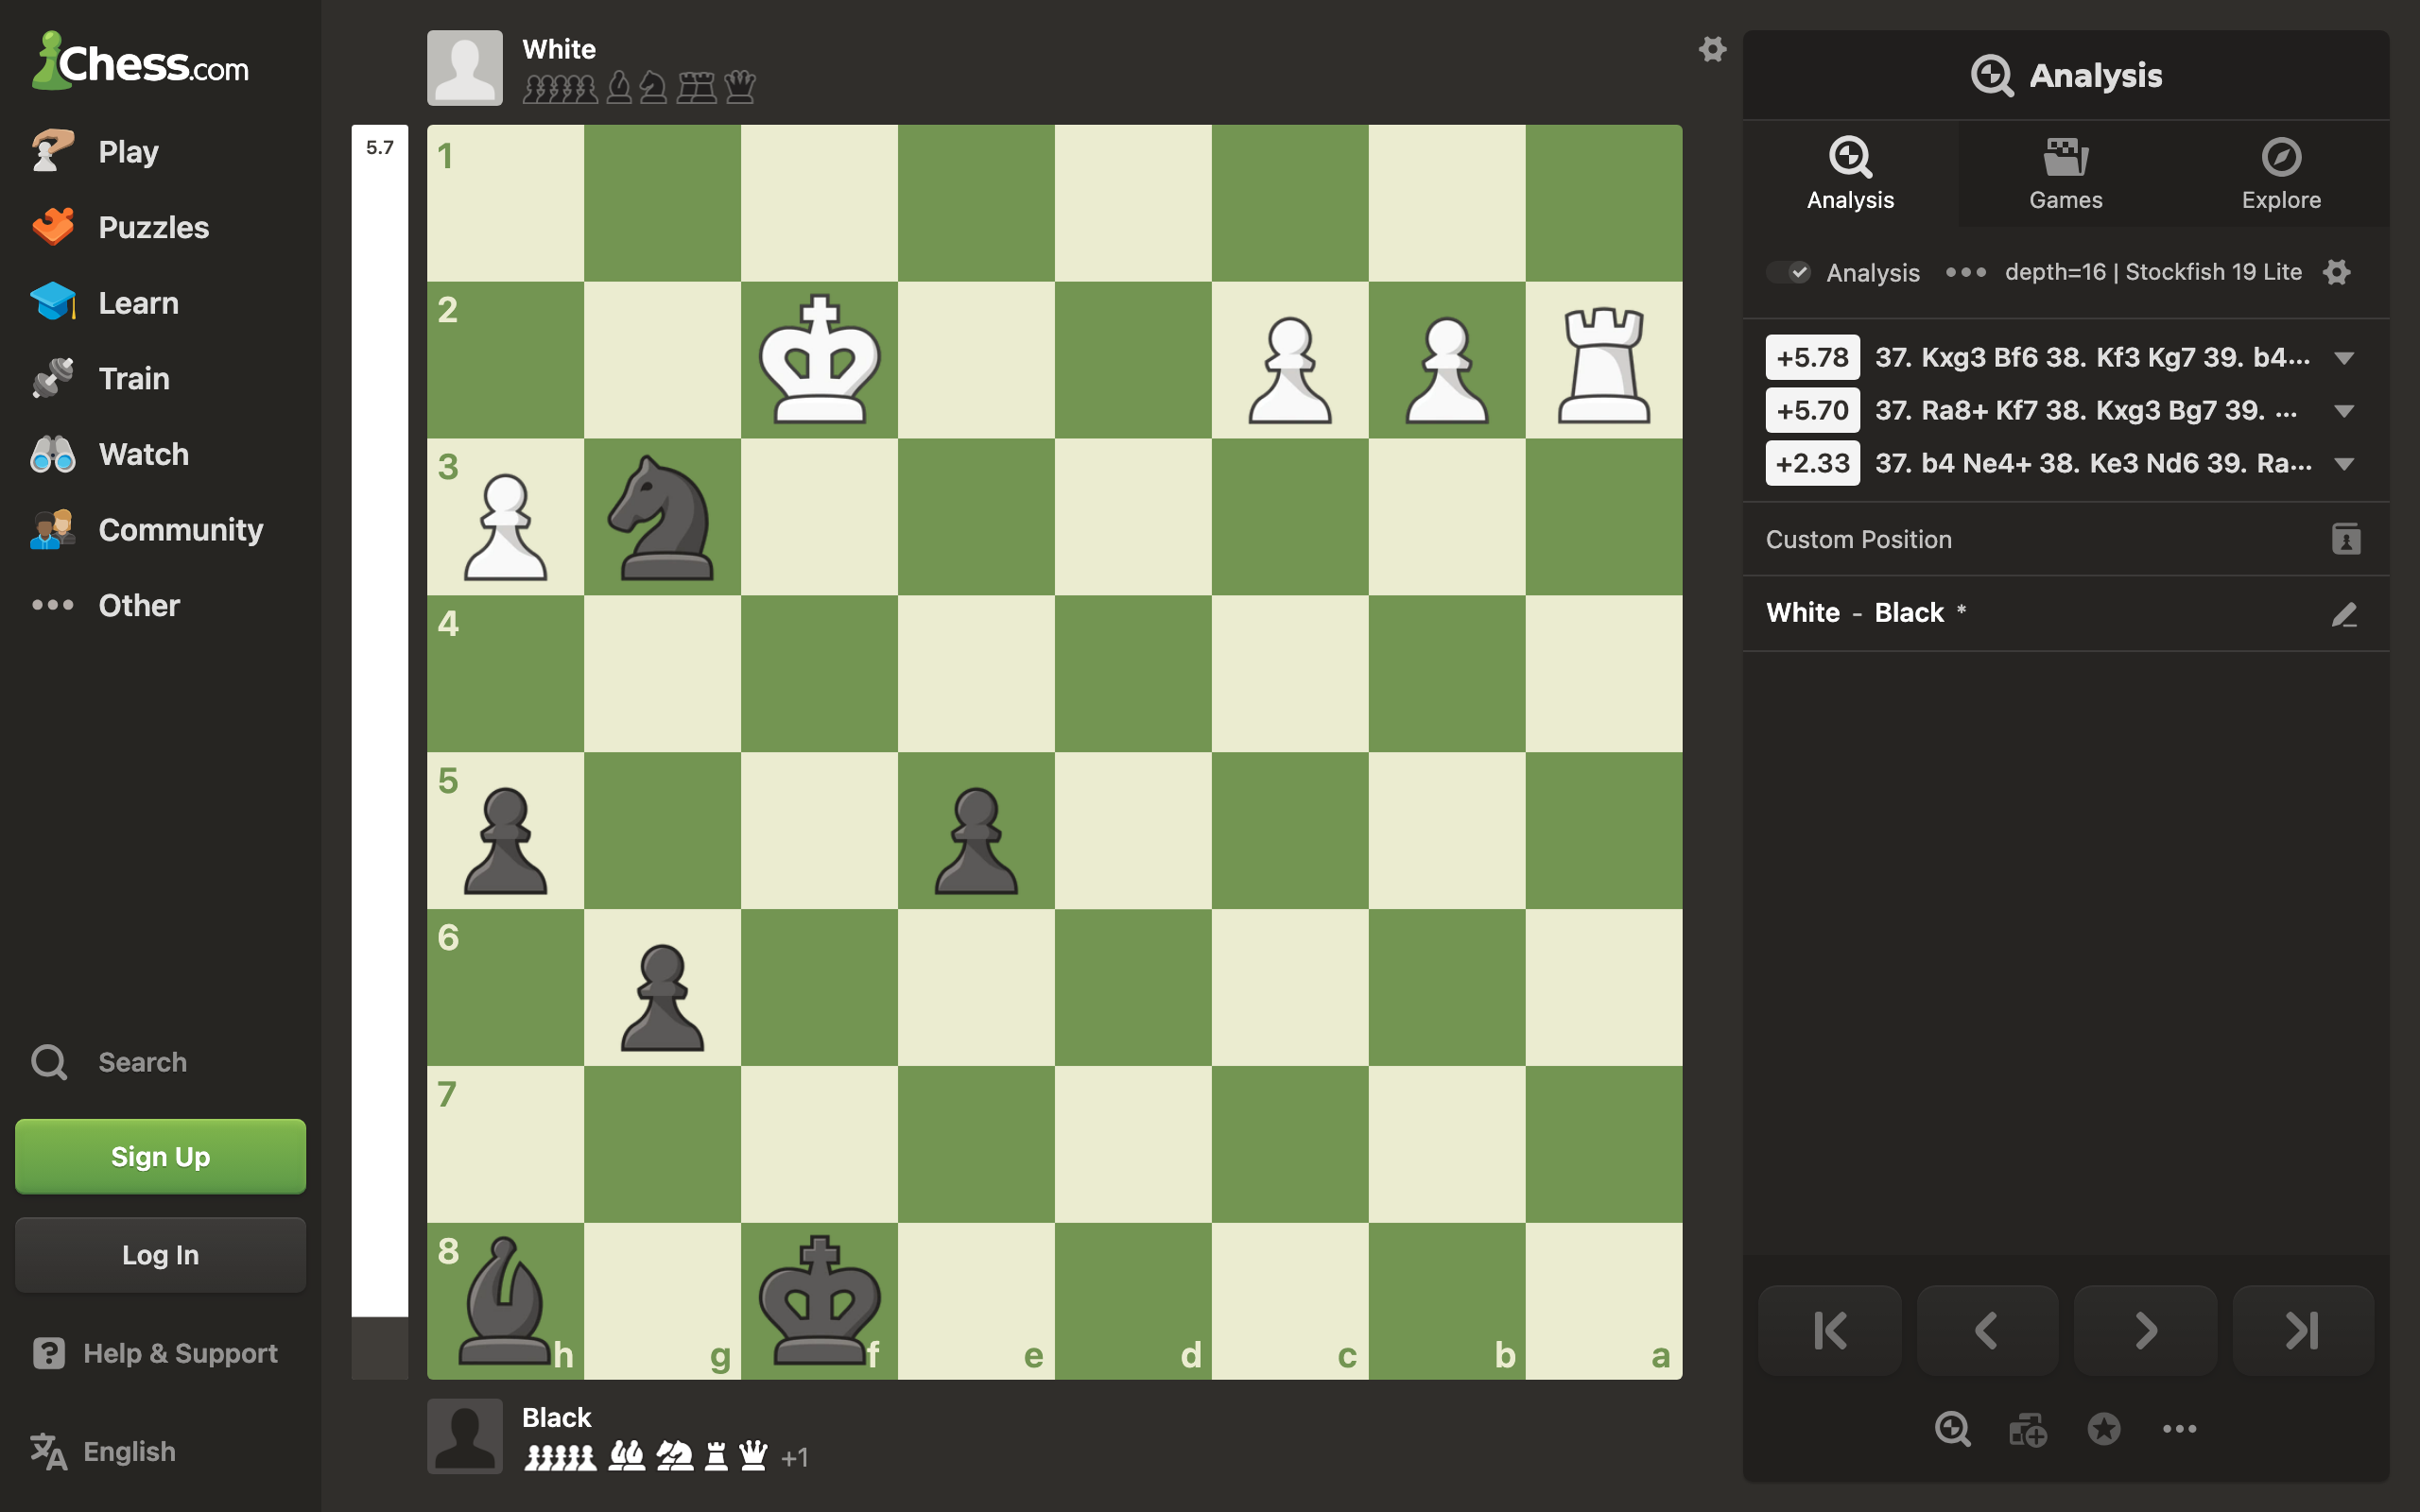 Chess.com
Play
Puzzles
Learn
Train
Watch
Community
Other
Search
Sign Up
Log In
Help & Support
English
White
5.7
1
2
3
4
5
6
7
8
h g f e d c b a
Black
+1
Analysis
Analysis Games Explore
Analysis depth=16 | Stockfish 19 Lite
+5.78 37. Kxg3 Bf6 38. Kf3 Kg7 39. b4...
+5.70 37. Ra8+ Kf7 38. Kxg3 Bg7 39. ...
+2.33 37. b4 Ne4+ 38. Ke3 Nd6 39. Ra...
Custom Position
White - Black *